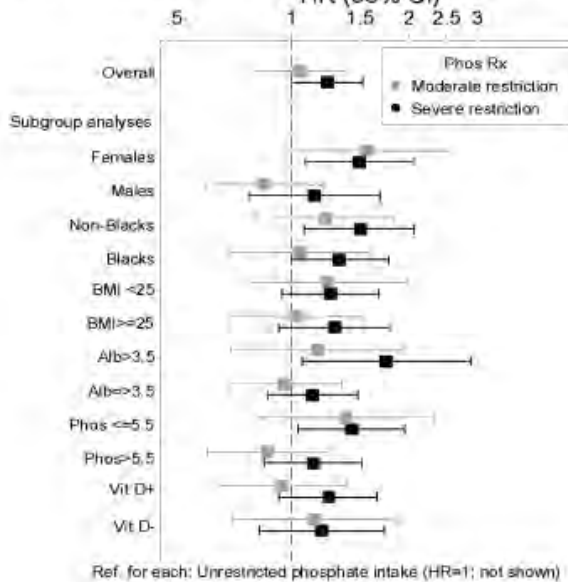 HR (95% CI)
5 1 1.5 2 2.5 3
Phos Rx
Moderate restriction
Severe restriction
Overall
Subgroup analyses
Females
Males
Non-Blacks
Blacks
BMI <25
BMI>=25
Alb>3.5
Alb=>3.5
Phos <=5.5
Phos>5.5
Vit D+
Vit D-
Ref. for each: Unrestricted phosphate intake (HR=1; not shown)